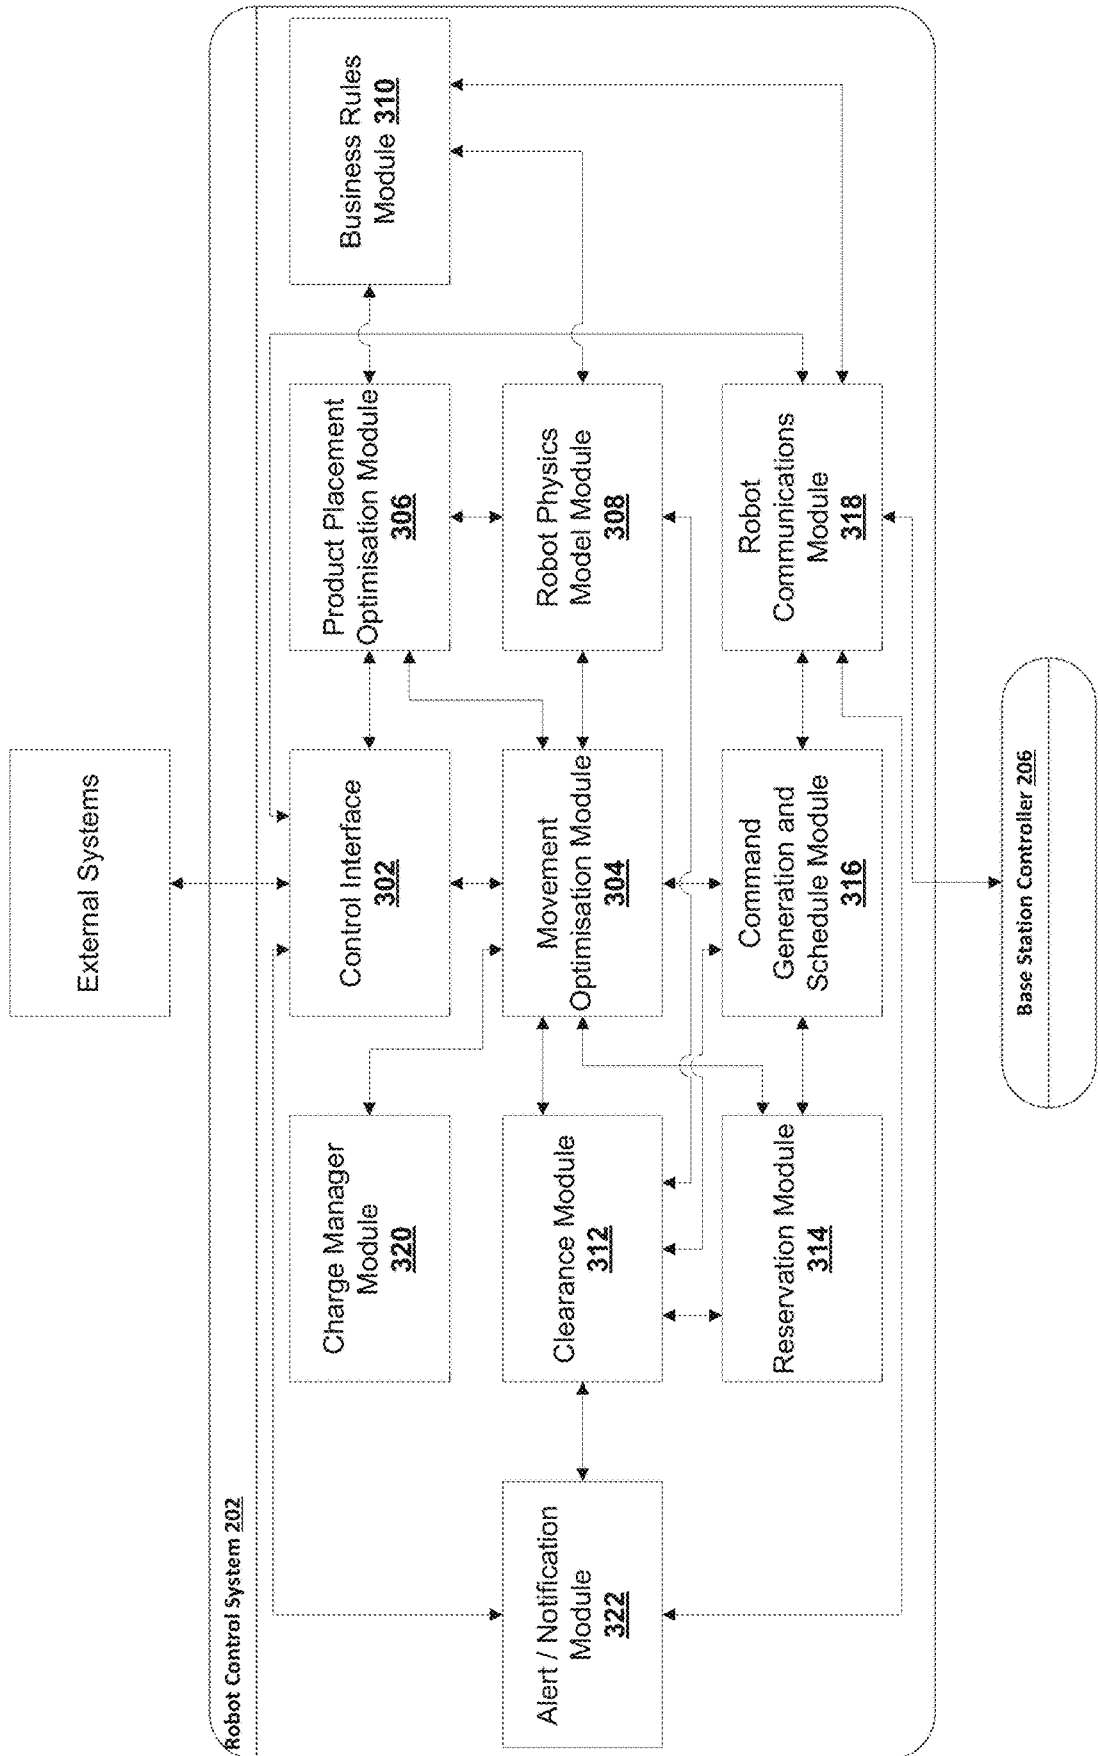 External Systems
Robot Control System 202
Alert / Notification
Module
322
Charge Manager
Module
320
Control Interface
302
Product Placement
Optimisation Module
306
Business Rules
Module 310
Clearance Module
312
Movement
Optimisation Module
304
Robot Physics
Model Module
308
Reservation Module
314
Command
Generation and
Schedule Module
316
Robot
Communications
Module
318
Base Station Controller 206